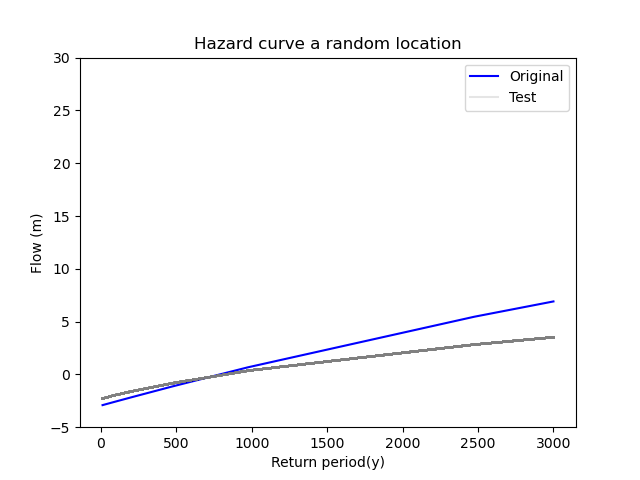 Hazard curve a random location
Original
Test
30
25
20
15
10
5
0
−5
Flow (m)
0 500 1000 1500 2000 2500 3000
Return period(y)